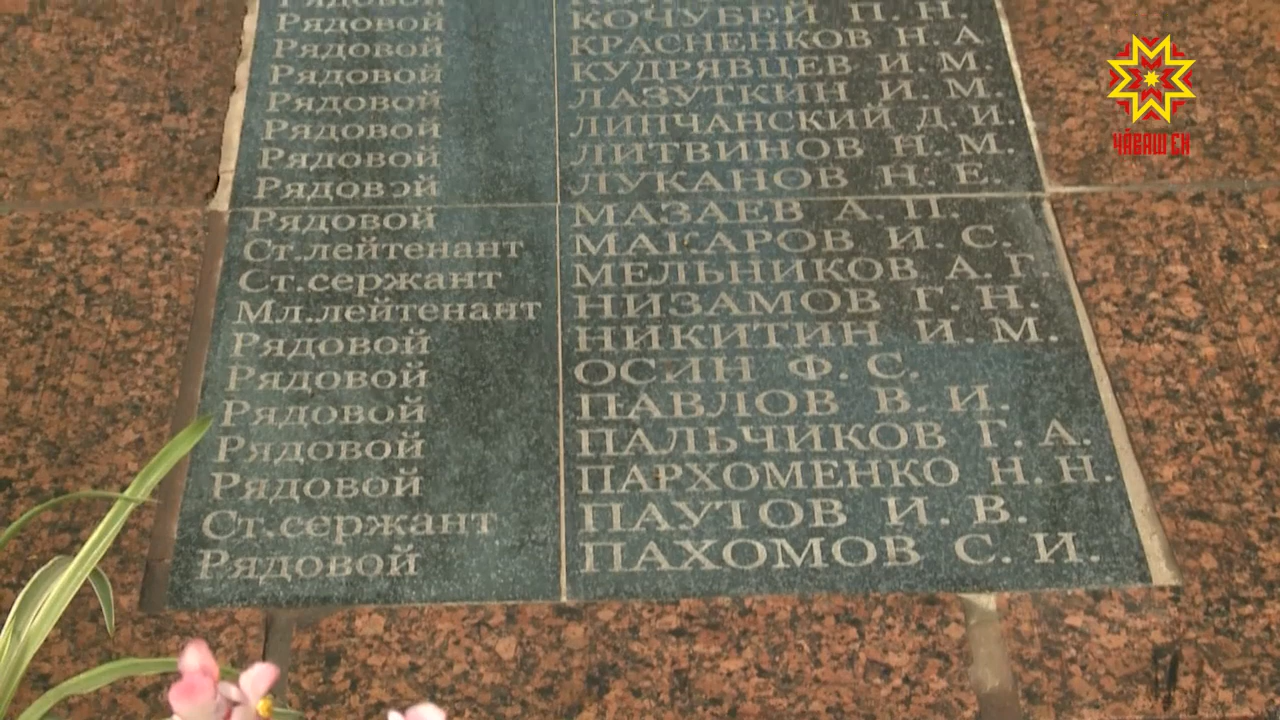 Рядовой КОЧУБЕЙ П. Н.
Рядовой КРАСНЕНКОВ Н. А
Рядовой КУДРЯВЦЕВ И. М.
Рядовой ЛАЗУТКИН И. М.
Рядовой ЛИПЧАНСКИЙ Д. И.
Рядовой ЛИТВИНОВ Н. М.
Рядовой ЛУКАНОВ Н. Е.
Рядовой МАЗАЕВ А. П.
Ст.лейтенант МАКАРОВ И. С.
Ст.сержант МЕЛЬНИКОВ А. Г.
Мл.лейтенант НИЗАМОВ Г. Н.
Рядовой НИКИТИН И. М.
Рядовой ОСИН Ф. С.
Рядовой ПАВЛОВ В. И.
Рядовой ПАЛЬЧИКОВ Г. А.
Рядовой ПАРХОМЕНКО Н. Н.
Ст.сержант ПАУТОВ И. В.
Рядовой ПАХОМОВ С. И.
ЧӐВАШ ЕН